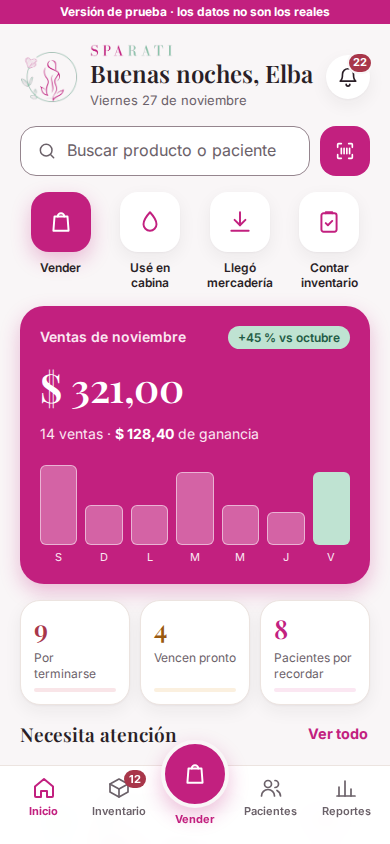 Versión de prueba · los datos no son los reales
SPARATI
Buenas noches, Elba
Viernes 27 de noviembre
22
Buscar producto o paciente
Vender
Usé en
cabina
Llegó
mercadería
Contar
inventario
Ventas de noviembre
+45 % vs octubre
$ 321,00
14 ventas · $ 128,40 de ganancia
S D L M M J V
9
Por
terminarse
4
Vencen pronto
8
Pacientes por
recordar
Necesita atención
Ver todo
12
Inicio
Inventario
Vender
Pacientes
Reportes